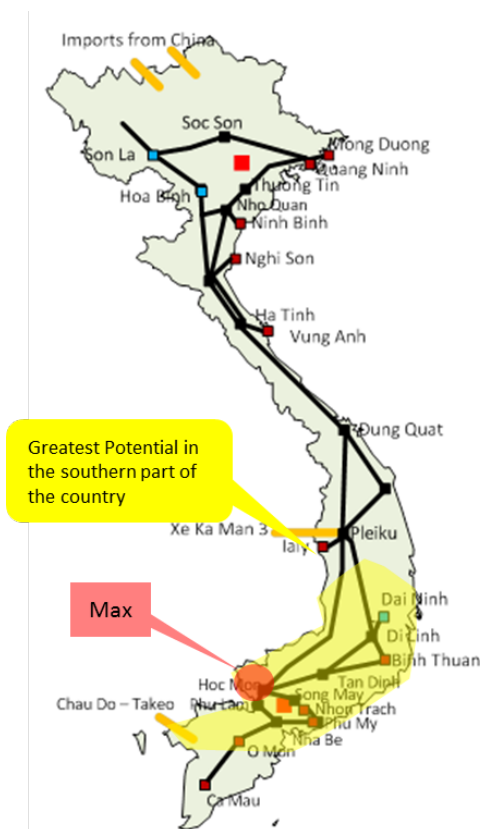 Imports from China
Soc Son
Mong Duong
Son La
Quang Ninh
Thuong Tin
Hoa Binh
Nho Quan
Ninh Binh
Nghi Son
Ha Tinh
Vung Anh
Greatest Potential in
the southern part of
the country
Dung Quat
Xe Ka Man 3
Pleiku
Ialy
Max
Dai Ninh
Di Linh
Binh Thuan
Tan Dinh
Hoc Mon
Song May
Chau Do – Takeo
Phu Lam
Nhon Trach
Phu My
Nha Be
O Mon
Ca Mau